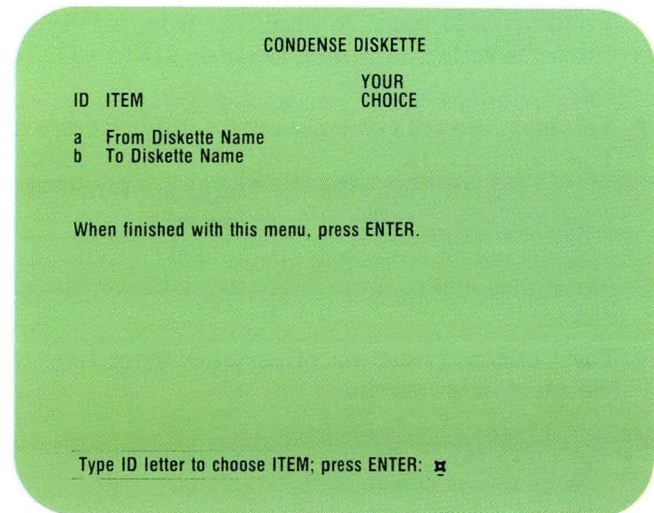 CONDENSE DISKETTE
YOUR
ID ITEM CHOICE
a From Diskette Name
b To Diskette Name
When finished with this menu, press ENTER.
Type ID letter to choose ITEM; press ENTER: